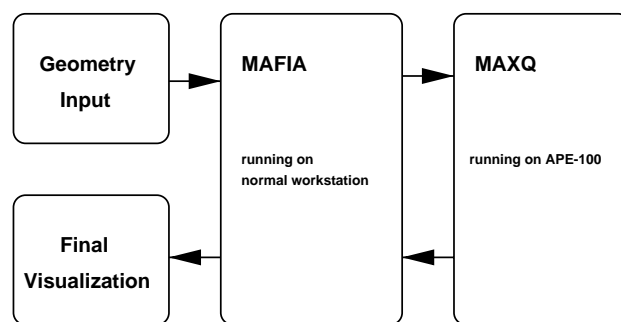 Geometry
Input
MAFIA
running on
normal workstation
MAXQ
running on APE-100
Final
Visualization